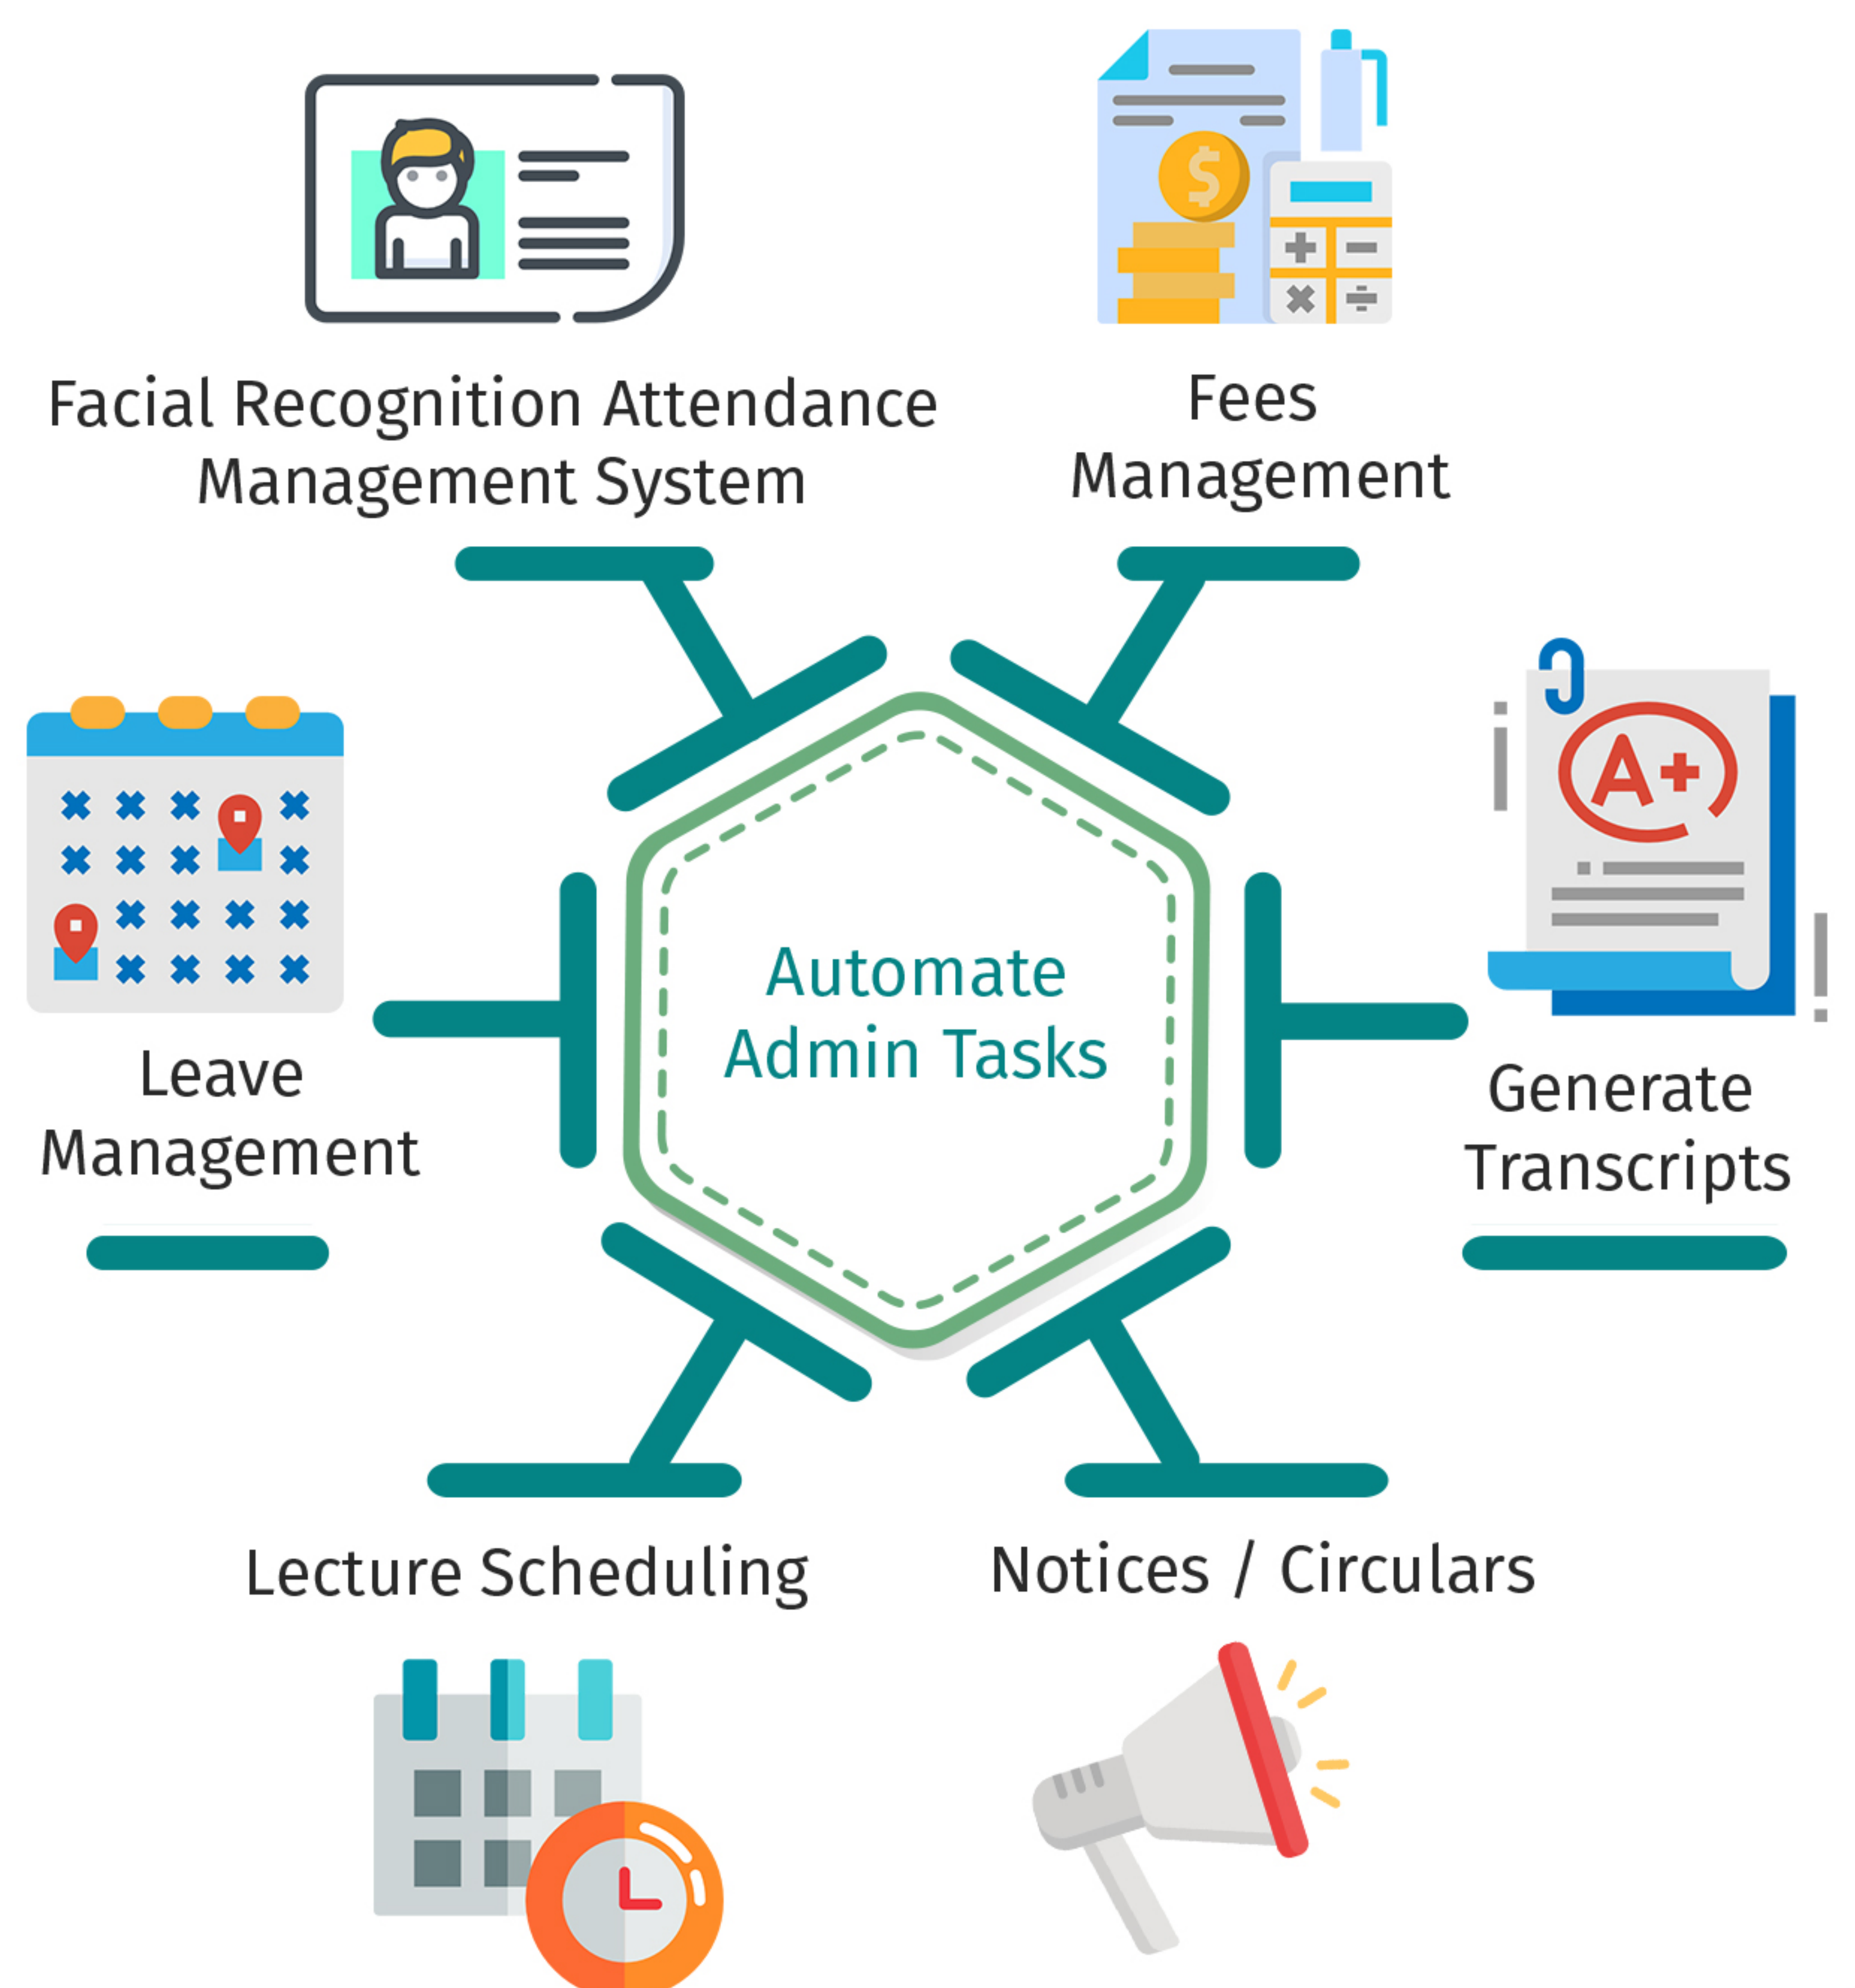 Facial Recognition Attendance
Management System
$
Fees
Management
A+
Leave
Management
Automate
Admin Tasks
Generate
Transcripts
Lecture Scheduling
Notices / Circulars